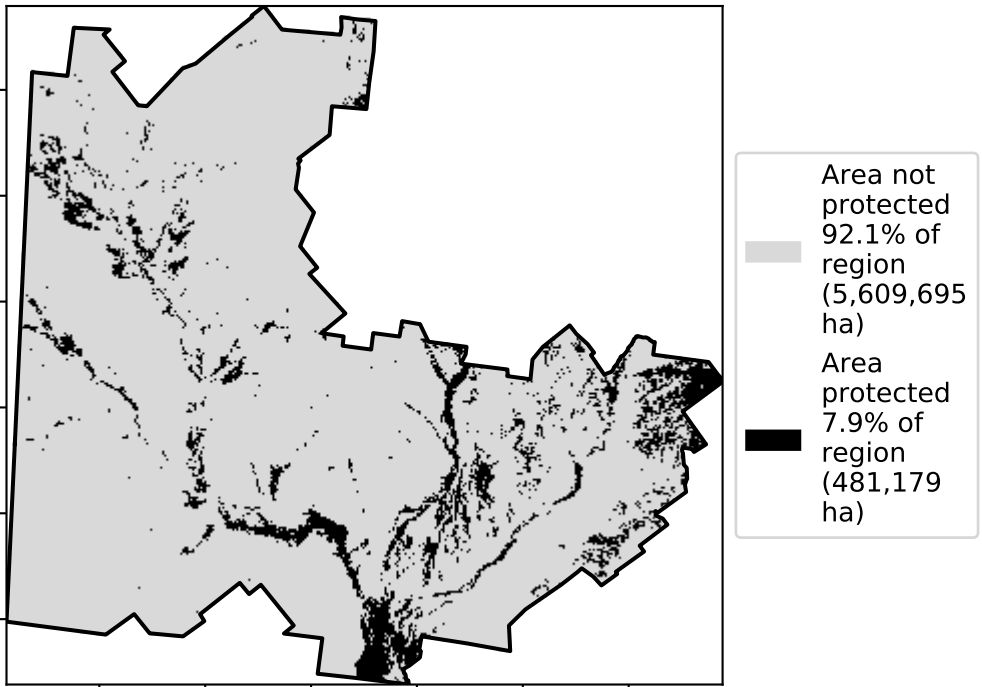 Area not
protected
92.1% of
region
(5,609,695
ha)
Area
protected
7.9% of
region
(481,179
ha)